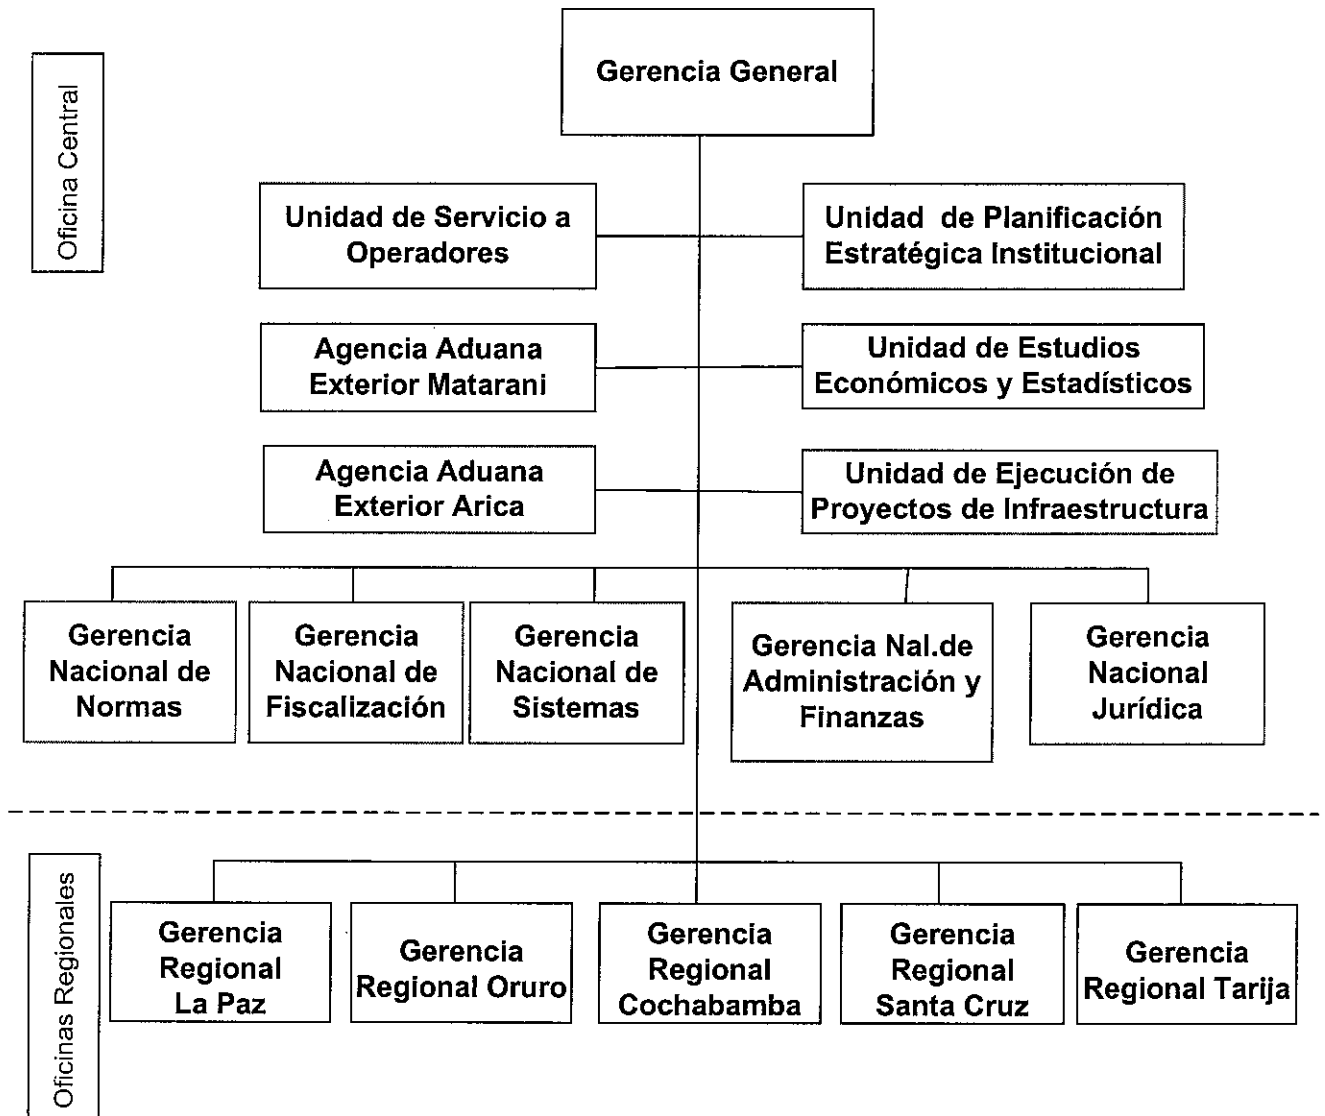 Oficina Central
Gerencia General
Unidad de Servicio a
Operadores
Unidad de Planificación
Estratégica Institucional
Agencia Aduana
Exterior Matarani
Unidad de Estudios
Económicos y Estadísticos
Agencia Aduana
Exterior Arica
Unidad de Ejecución de
Proyectos de Infraestructura
Gerencia
Nacional de
Normas
Gerencia
Nacional de
Fiscalización
Gerencia
Nacional de
Sistemas
Gerencia Nal.de
Administración y
Finanzas
Gerencia
Nacional
Jurídica
Oficinas Regionales
Gerencia
Regional
La Paz
Gerencia
Regional Oruro
Gerencia
Regional
Cochabamba
Gerencia
Regional
Santa Cruz
Gerencia
Regional Tarija